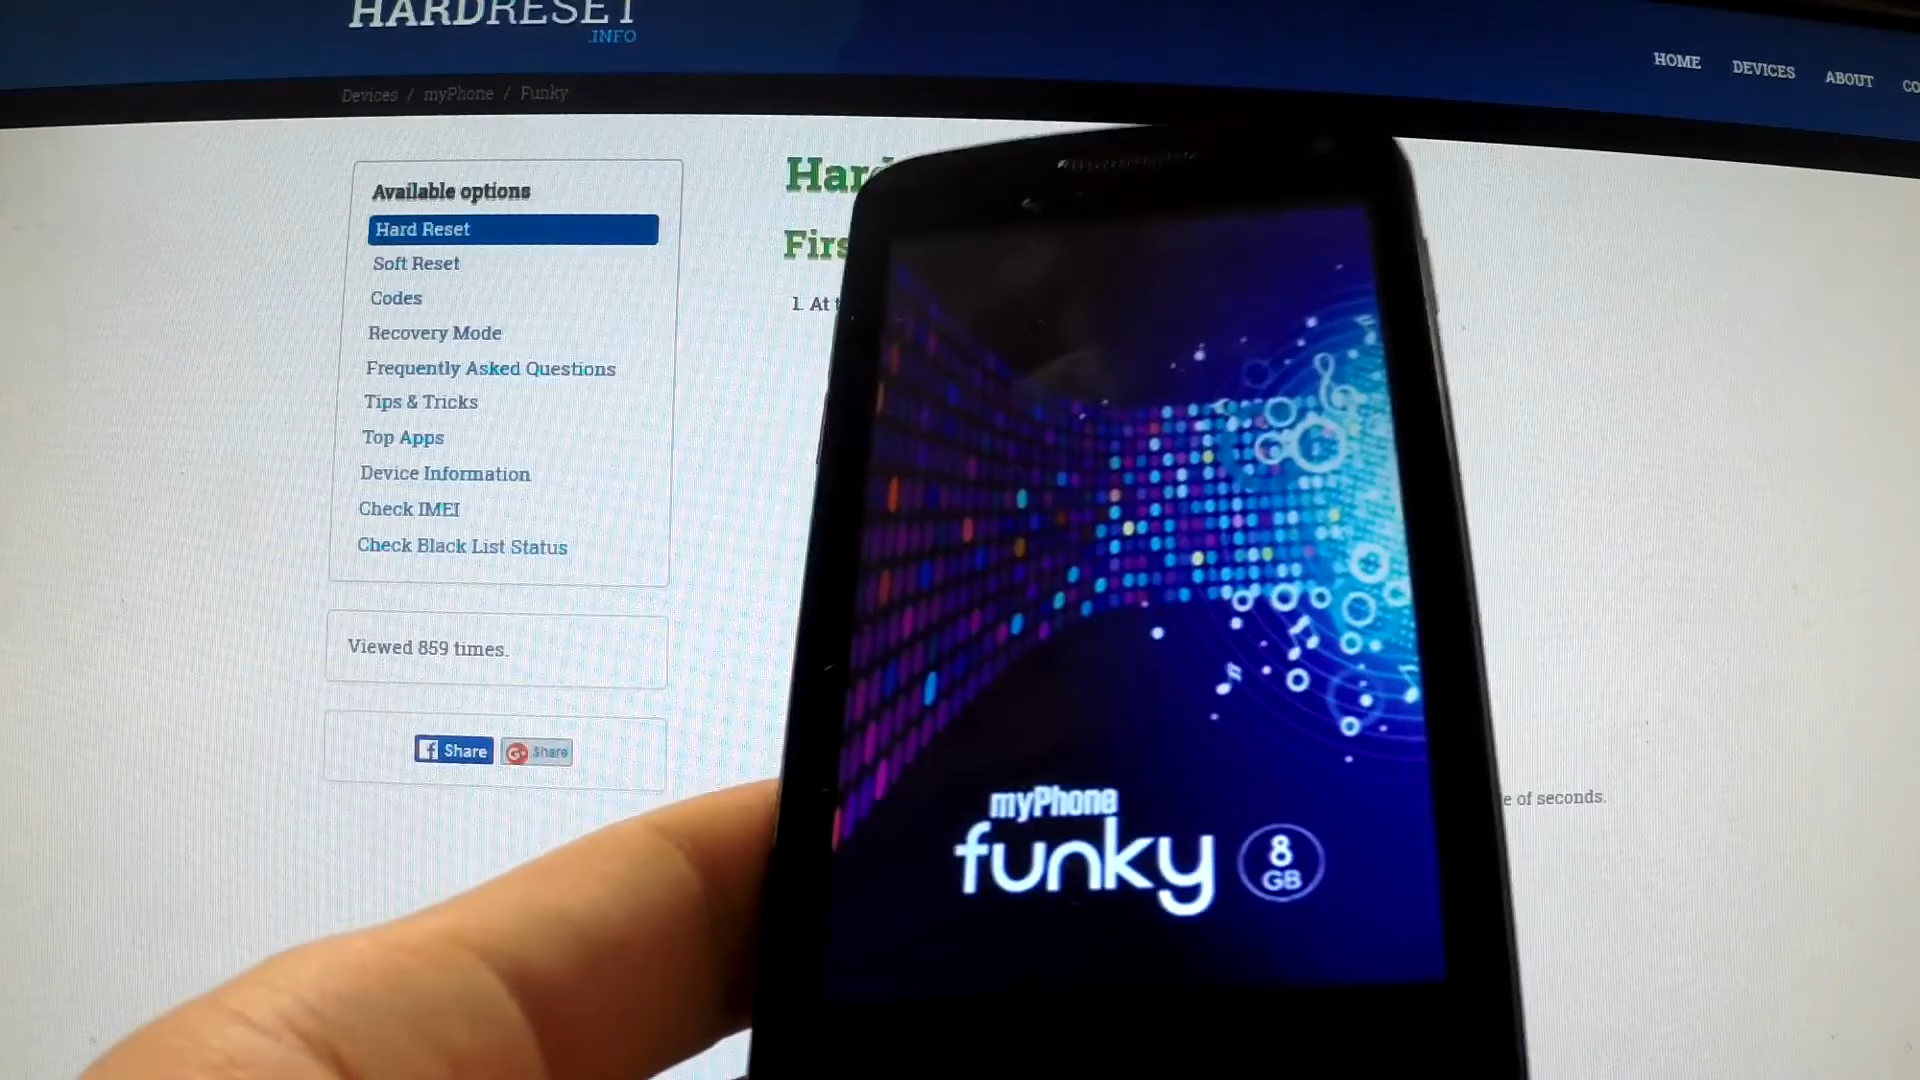 HARDRESET
.INFO
HOME DEVICES ABOUT
Devices / myPhone / Funky
Available options
Hard Reset
Soft Reset
Codes
Recovery Mode
Frequently Asked Questions
Tips & Tricks
Top Apps
Device Information
Check IMEI
Check Black List Status
Viewed 859 times.
Share
Share
1. At
e of seconds.
myPhone
funky
8
GB